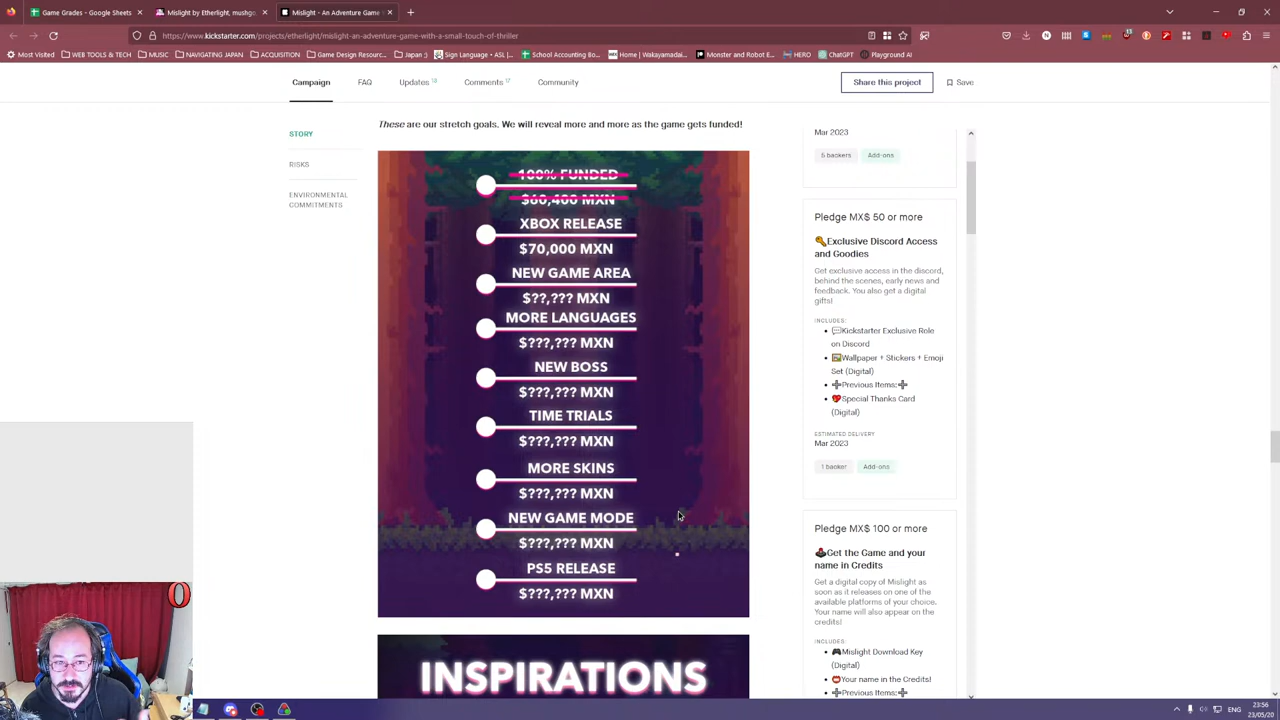 Game Grades - Google Sheets
Mislight by Etherlight, mushgo
Mislight - An Adventure Game
https://www.kickstarter.com/projects/etherlight/mislight-an-adventure-game-with-a-small-touch-of-thriller
Most Visited
WEB TOOLS & TECH
MUSIC
NAVIGATING JAPAN
ACQUISITIONS
GREEN
Game Design Resourc...
Japan :)
Sign Language • ASL |...
School Accounting Bo...
Home | Wakayamadai...
Monster and Robot E...
HERO
ChatGPT
Playground AI
Campaign
FAQ
Updates
Comments 17
Community
Share this project
Save
STORY
RISKS
ENVIRONMENTAL
COMMITMENTS
These are our stretch goals. We will reveal more and more as the game gets funded!
100% FUNDED
$60,400 MXN
XBOX RELEASE
$70,000 MXN
NEW GAME AREA
$??,??? MXN
MORE LANGUAGES
$???,??? MXN
NEW BOSS
$???,??? MXN
TIME TRIALS
$???,??? MXN
MORE SKINS
$???,??? MXN
NEW GAME MODE
$???,??? MXN
PS5 RELEASE
$???,??? MXN
INSPIRATIONS
Mar 2023
5 backers
Add-ons
Pledge MX$ 50 or more
🔑Exclusive Discord Access
and Goodies
Get exclusive access in the discord,
behind the scenes, early news and
feedback. You also get a digital
gifts!
INCLUDES:
• 💬Kickstarter Exclusive Role
on Discord
• 🖼️Wallpaper + Stickers + Emoji
Set (Digital)
• ➕Previous Items:➕
• 💖Special Thanks Card
(Digital)
ESTIMATED DELIVERY
Mar 2023
1 backer
Add-ons
Pledge MX$ 100 or more
🕹️Get the Game and your
name in Credits
Get a digital copy of Mislight as
soon as it releases on one of the
available platforms of your choice.
Your name will also appear on the
credits!
INCLUDES:
• 🎮Mislight Download Key
(Digital)
• 📛Your name in the Credits!
• ➕Previous Items:➕
ENG
23:56
23/05/20